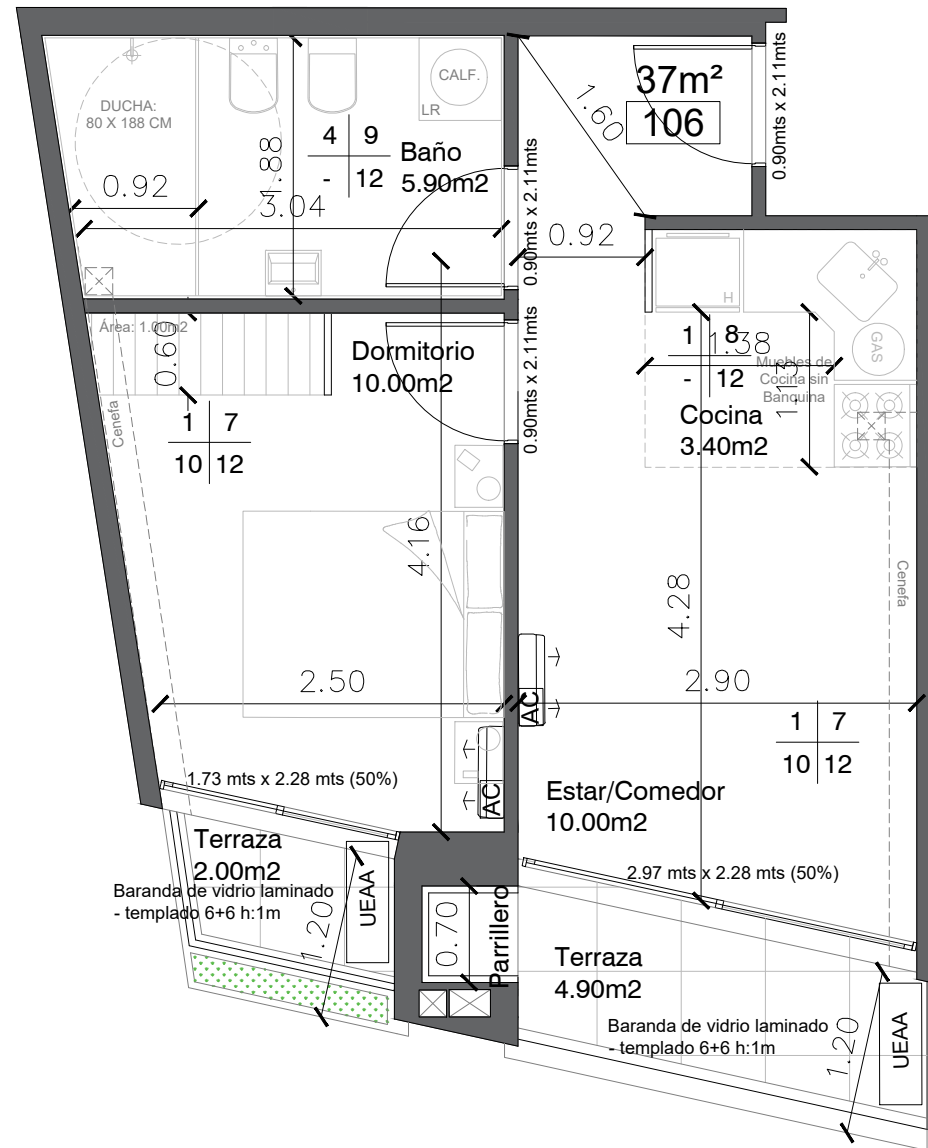 DUCHA:
80 X 188 CM
CALF.
LR
37m²
106
0.90mts x 2.11mts
1.60
4 9
- 12
Baño
5.90m2
1.88
0.92
3.04
0.90mts x 2.11mts
0.92
H
GAS
Área: 1.00m2
0.60
Dormitorio
10.00m2
0.90mts x 2.11mts
1 8
- 12
1.38
1.13
Muebles de
Cocina sin
Banquina
Cocina
3.40m2
Cenefa
1 7
10 12
4.16
4.28
Cenefa
2.50
2.90
AC
1 7
10 12
1.73 mts x 2.28 mts (50%)
AC
Estar/Comedor
10.00m2
Terraza
2.00m2
Baranda de vidrio laminado
- templado 6+6 h:1m
1.20
UEAA
2.97 mts x 2.28 mts (50%)
0.70
Parrillero
Terraza
4.90m2
Baranda de vidrio laminado
- templado 6+6 h:1m
1.20
UEAA